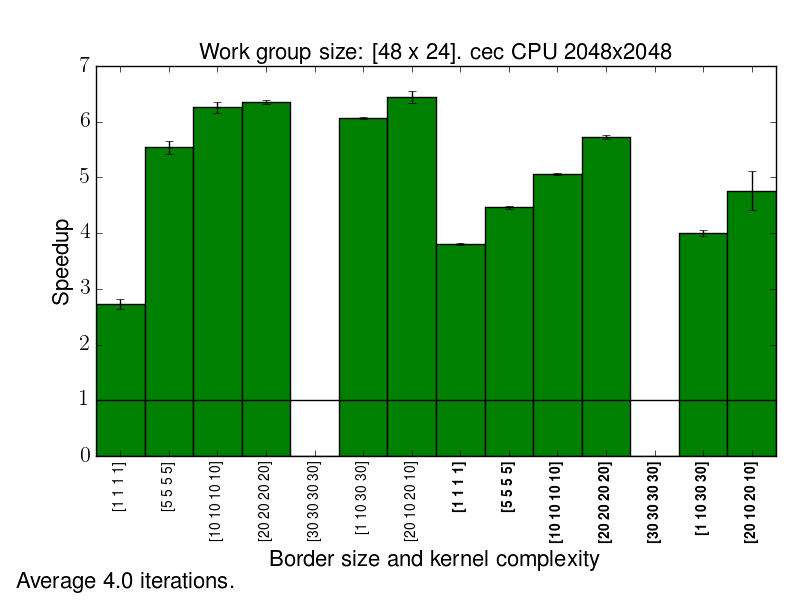 Work group size: [48 x 24]. cec CPU 2048x2048
7
6
5
4
3
2
1
0
Speedup
[1 1 1 1]
[5 5 5 5]
[10 10 10 10]
[20 20 20 20]
[30 30 30 30]
[1 10 30 30]
[20 10 20 10]
[1 1 1 1]
[5 5 5 5]
[10 10 10 10]
[20 20 20 20]
[30 30 30 30]
[1 10 30 30]
[20 10 20 10]
Border size and kernel complexity
Average 4.0 iterations.